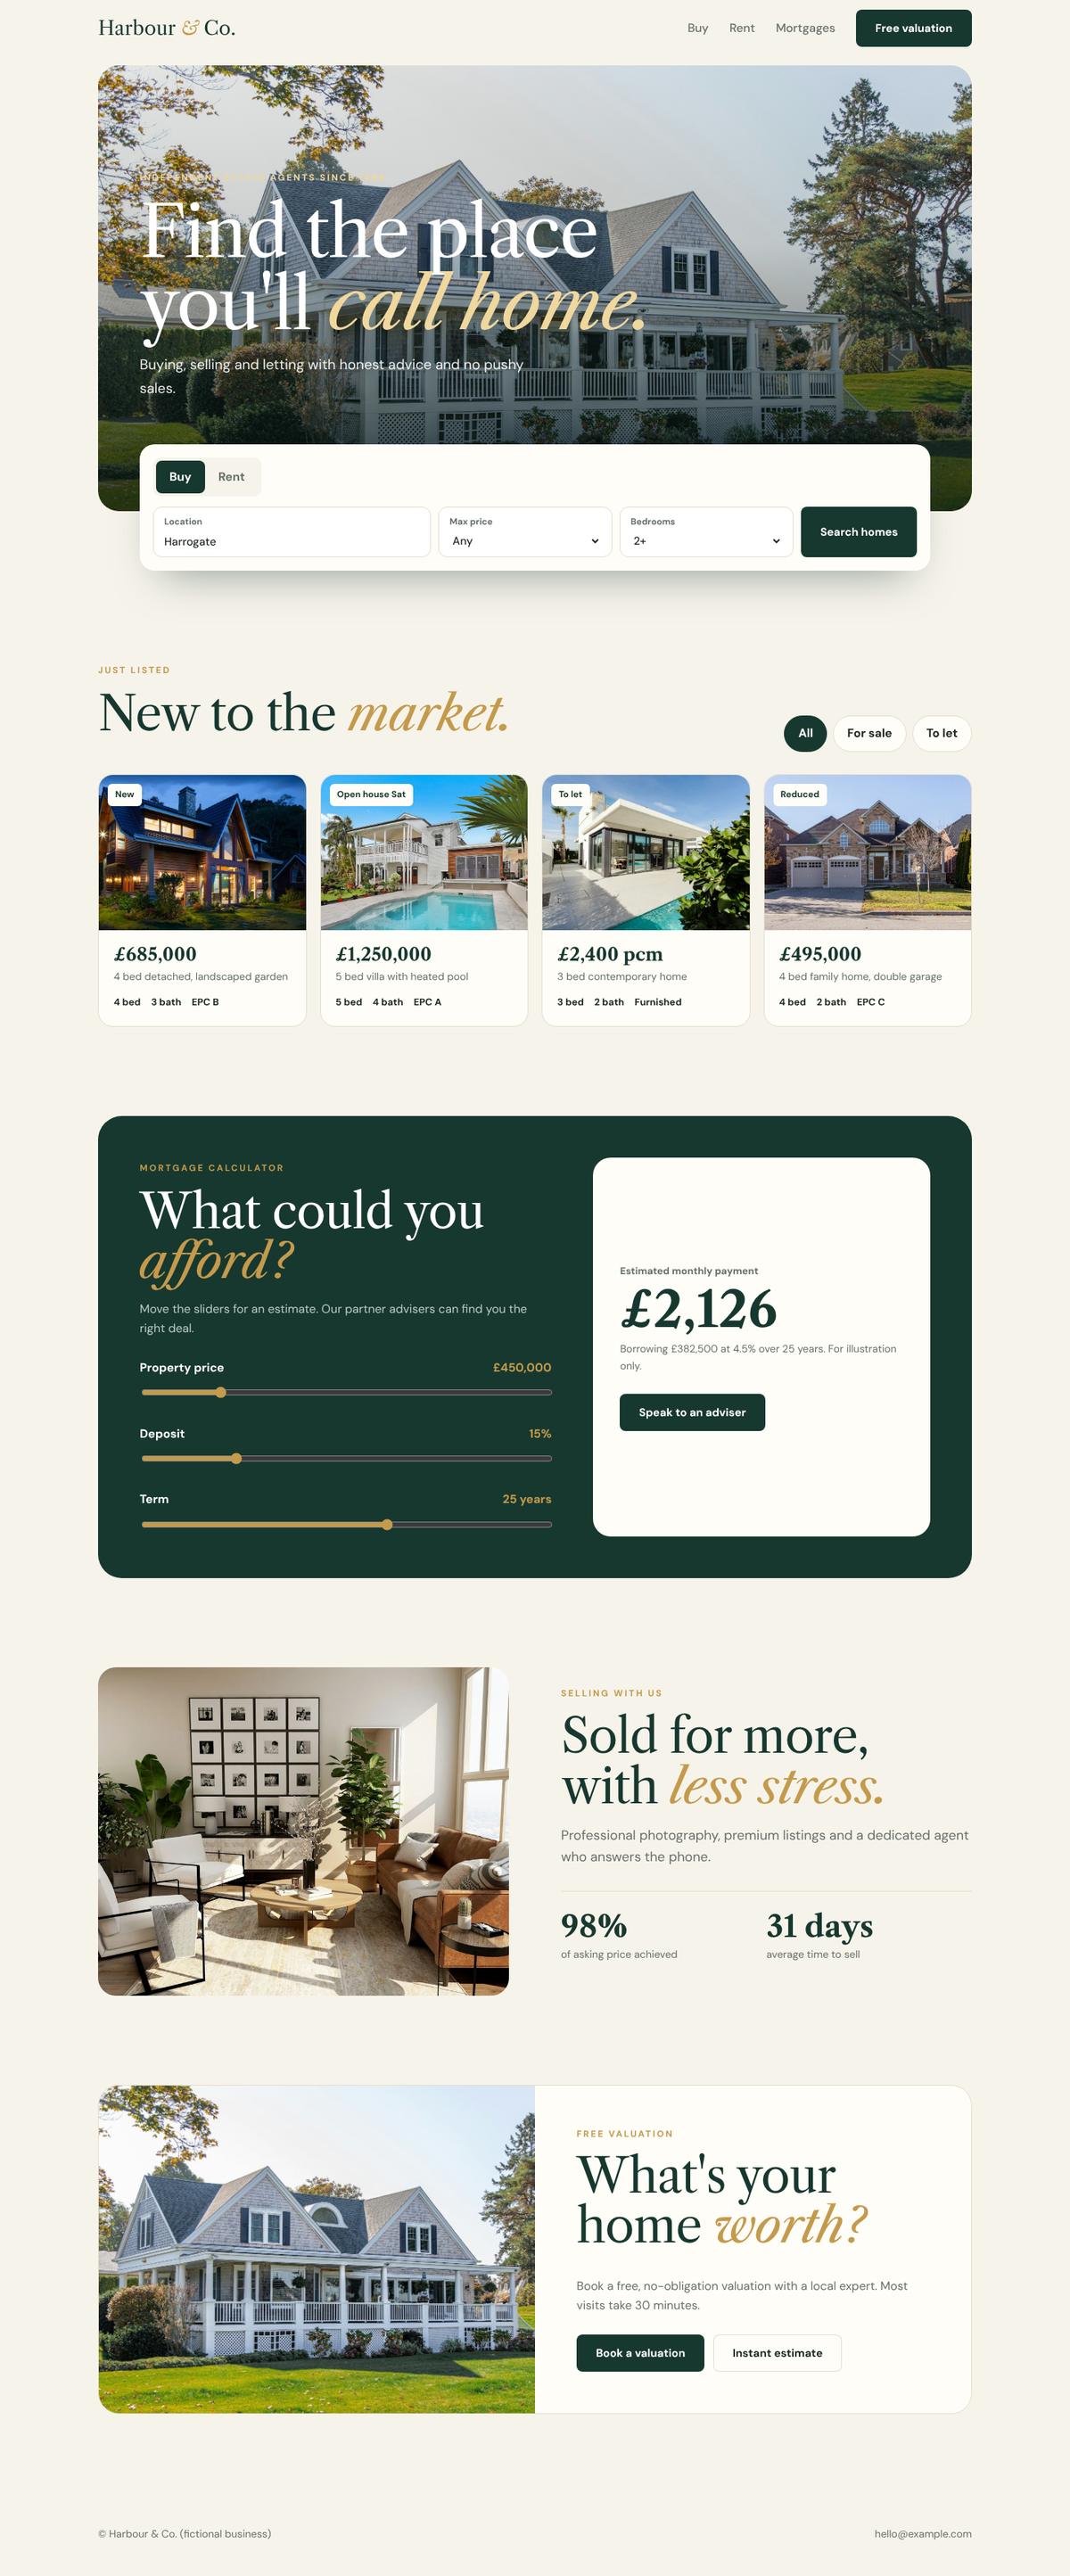 Harbour & Co.
Buy
Rent
Mortgages
Free valuation
AGENTS SINCE
Find the place
you'll call home.
Buying, selling and letting with honest advice and no pushy
sales.
Buy
Rent
Location
Harrogate
Max price
Any
Bedrooms
2+
Search homes
JUST LISTED
New to the market.
All
For sale
To let
New
£685,000
4 bed detached, landscaped garden
4 bed 3 bath EPC B
Open house Sat
£1,250,000
5 bed villa with heated pool
5 bed 4 bath EPC A
To let
£2,400 pcm
3 bed contemporary home
3 bed 2 bath Furnished
Reduced
£495,000
4 bed family home, double garage
4 bed 2 bath EPC C
MORTGAGE CALCULATOR
What could you
afford?
Move the sliders for an estimate. Our partner advisers can find you the
right deal.
Property price £450,000
Deposit 15%
Term 25 years
Estimated monthly payment
£2,126
Borrowing £382,500 at 4.5% over 25 years. For illustration
only.
Speak to an adviser
SELLING WITH US
Sold for more,
with less stress.
Professional photography, premium listings and a dedicated agent
who answers the phone.
98%
of asking price achieved
31 days
average time to sell
FREE VALUATION
What's your
home worth?
Book a free, no-obligation valuation with a local expert. Most
visits take 30 minutes.
Book a valuation
Instant estimate
© Harbour & Co. (fictional business)
hello@example.com